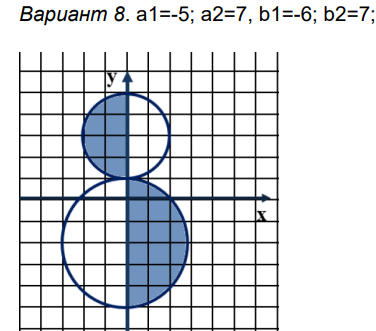 Вариант 8. a1=-5; a2=7, b1=-6; b2=7;
y
x